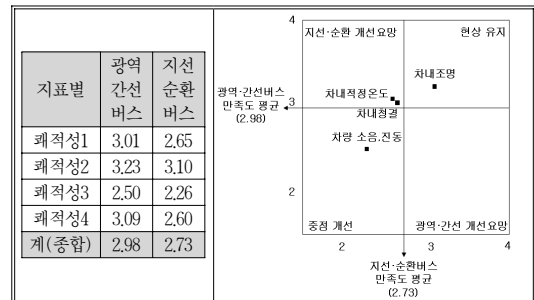 지표별 광역간선버스 지선순환버스
쾌적성1 3.01 2.65
쾌적성2 3.23 3.10
쾌적성3 2.50 2.26
쾌적성4 3.09 2.60
계(종합) 2.98 2.73
4
지선·순환 개선요망 현상 유지
차내조명
광역·간선버스
만족도 평균
(2.98)
3
차내적정온도
차내청결
차량 소음,진동
2
중점 개선 광역·간선 개선요망
2 3 4
지선·순환버스
만족도 평균
(2.73)